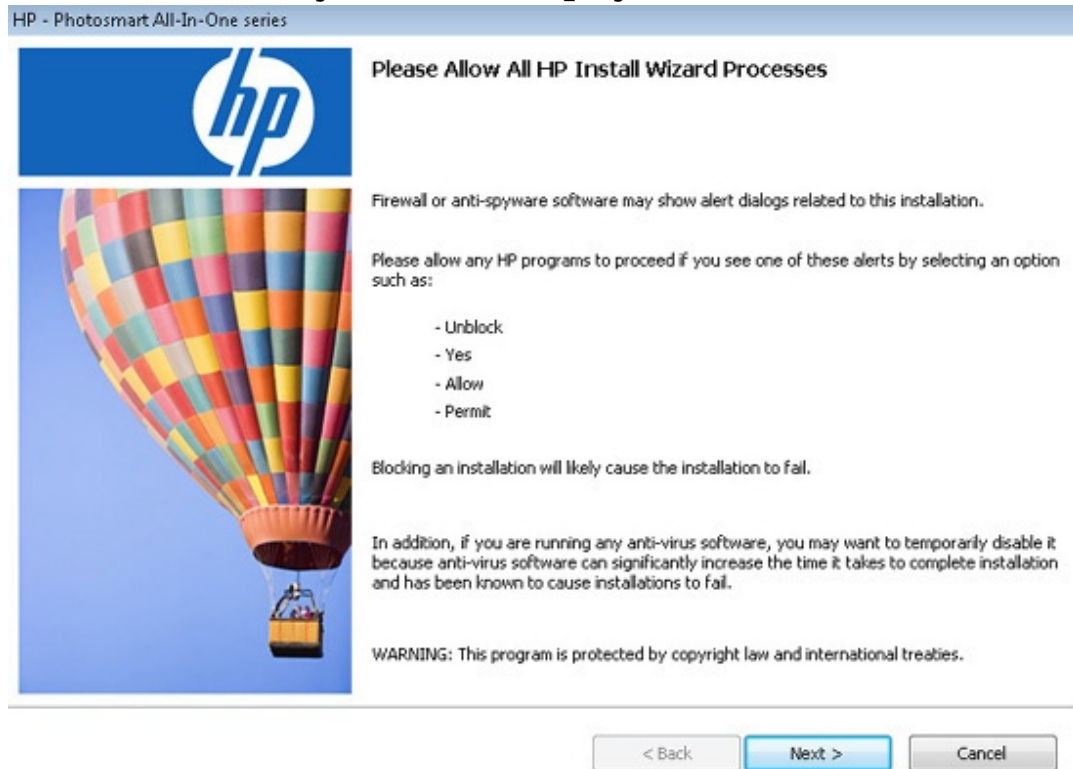 HP - Photosmart All-In-One series
hp
Please Allow All HP Install Wizard Processes
Firewall or anti-spyware software may show alert dialogs related to this installation.
Please allow any HP programs to proceed if you see one of these alerts by selecting an option
such as:
- Unblock
- Yes
- Allow
- Permit
Blocking an installation will likely cause the installation to fail.
In addition, if you are running any anti-virus software, you may want to temporarily disable it
because anti-virus software can significantly increase the time it takes to complete installation
and has been known to cause installations to fail.
WARNING: This program is protected by copyright law and international treaties.
< Back
Next >
Cancel